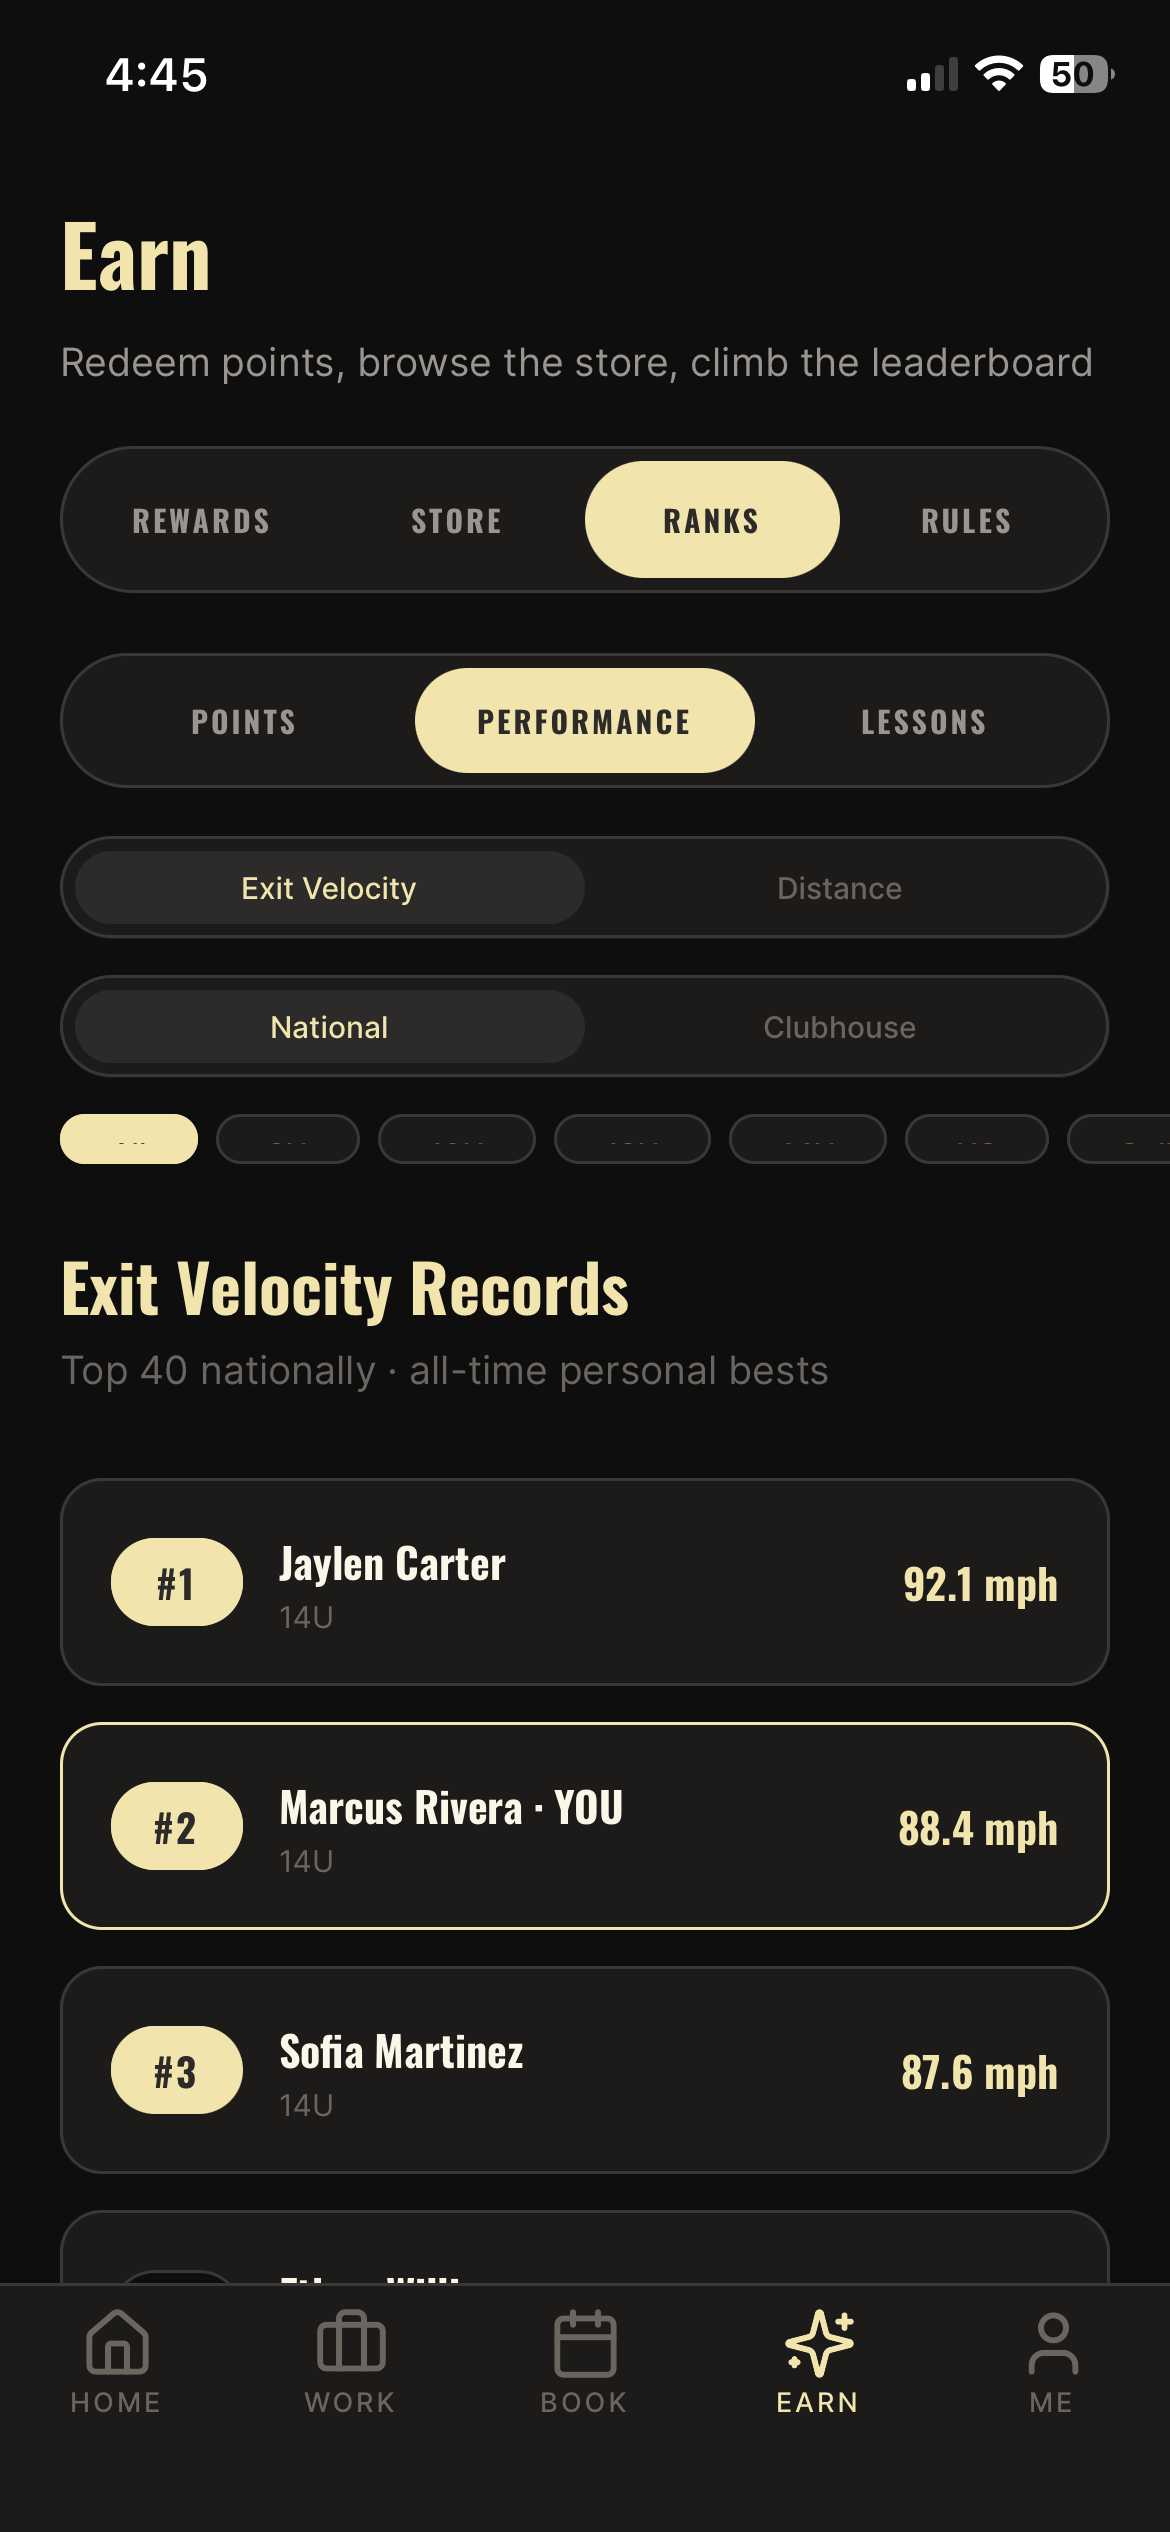 4:45
50
Earn
Redeem points, browse the store, climb the leaderboard
REWARDS STORE RANKS RULES
POINTS PERFORMANCE LESSONS
Exit Velocity Distance
National Clubhouse
Exit Velocity Records
Top 40 nationally · all-time personal bests
#1 Jaylen Carter 92.1 mph
14U
#2 Marcus Rivera · YOU 88.4 mph
14U
#3 Sofia Martinez 87.6 mph
14U
HOME WORK BOOK EARN ME